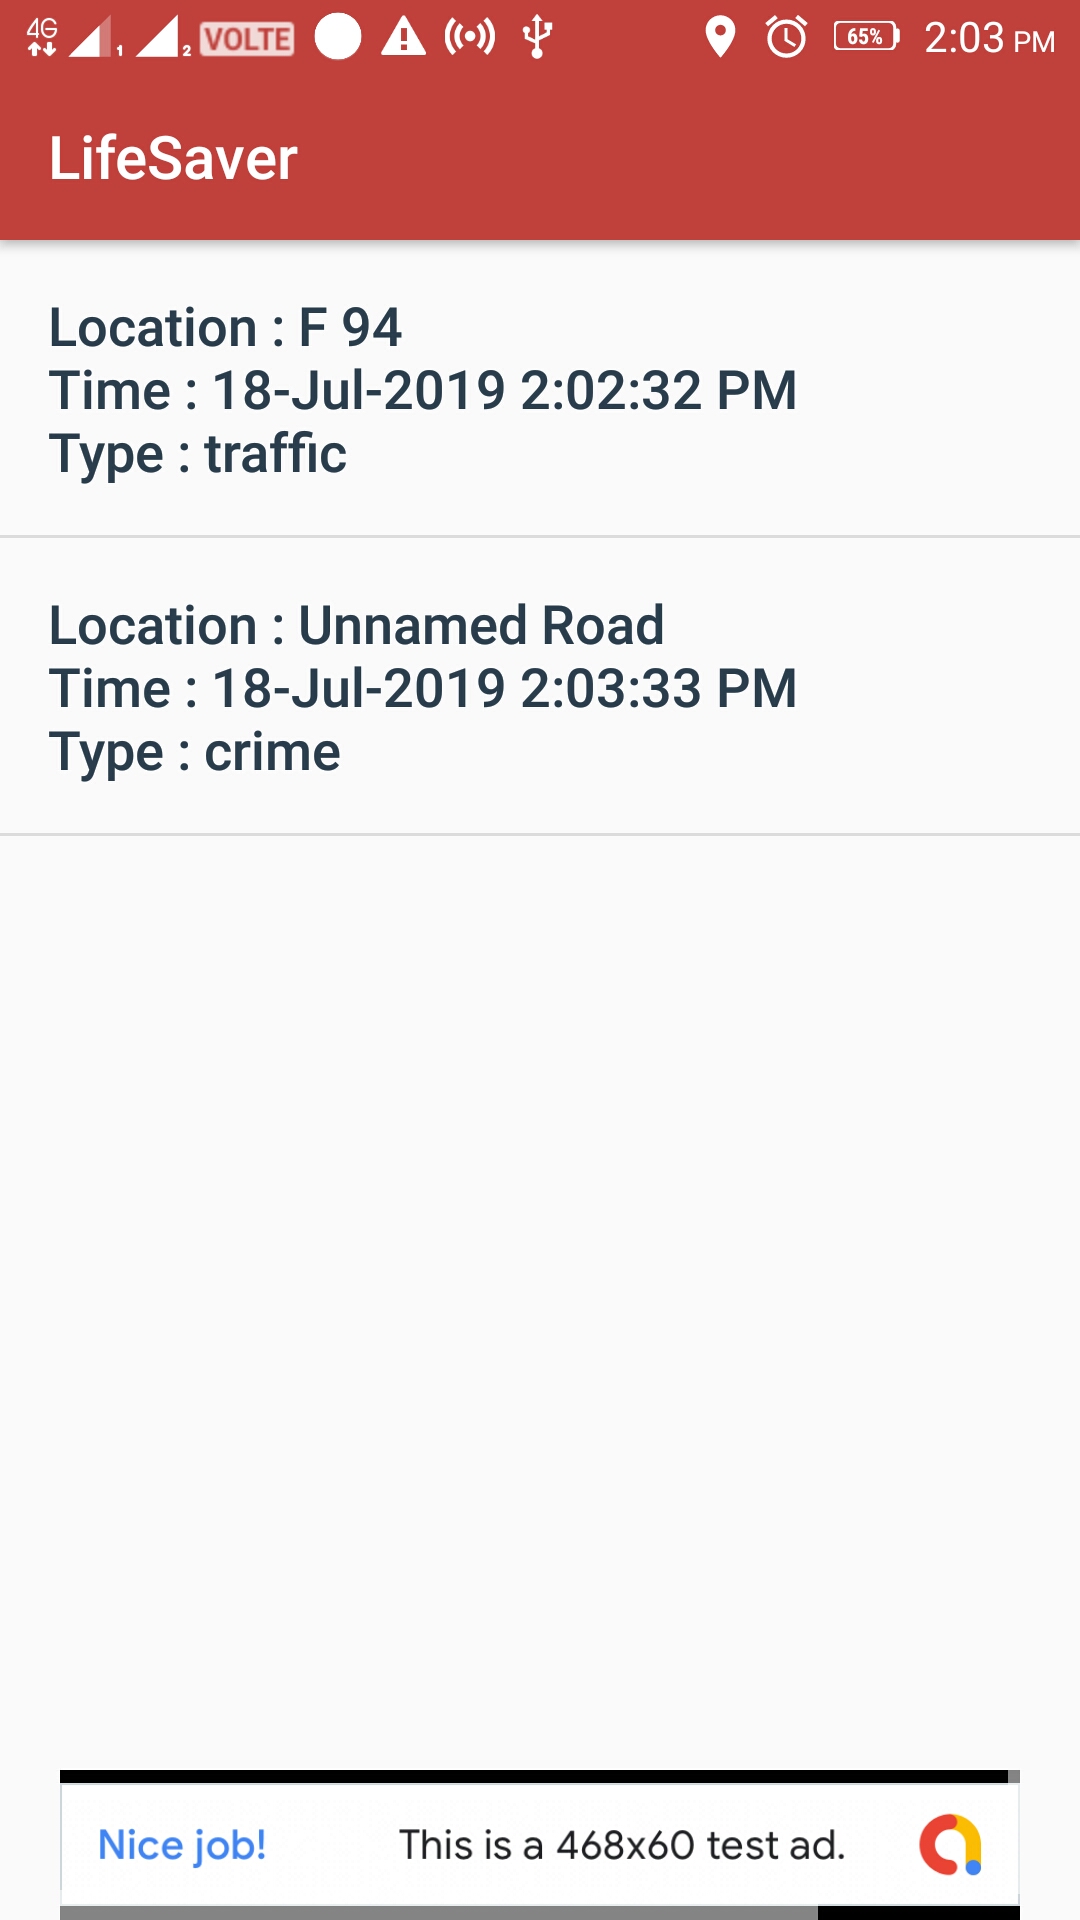 4G 1 2 VOLTE 65% 2:03 PM
LifeSaver
Location : F 94
Time : 18-Jul-2019 2:02:32 PM
Type : traffic
Location : Unnamed Road
Time : 18-Jul-2019 2:03:33 PM
Type : crime
Nice job! This is a 468x60 test ad.